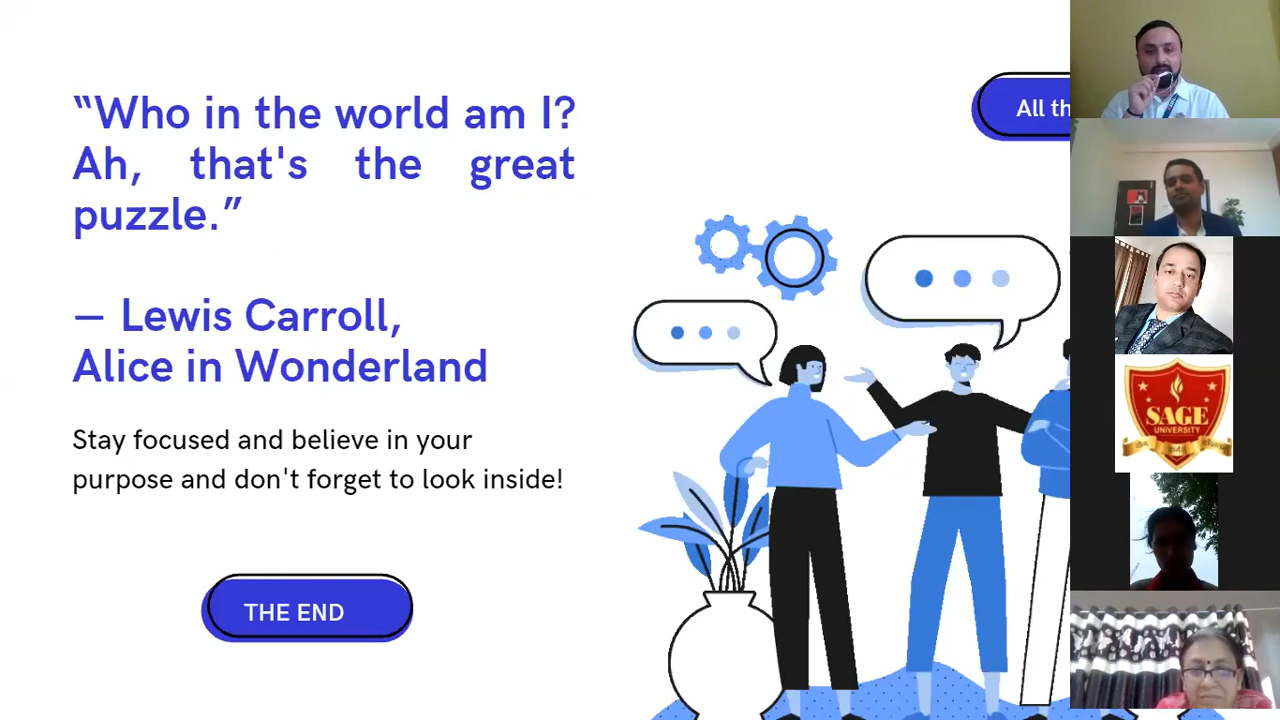 “Who in the world am I?
Ah, that's the great
puzzle.”
– Lewis Carroll,
Alice in Wonderland
Stay focused and believe in your
purpose and don't forget to look inside!
THE END
All th
SAGE
UNIVERSITY